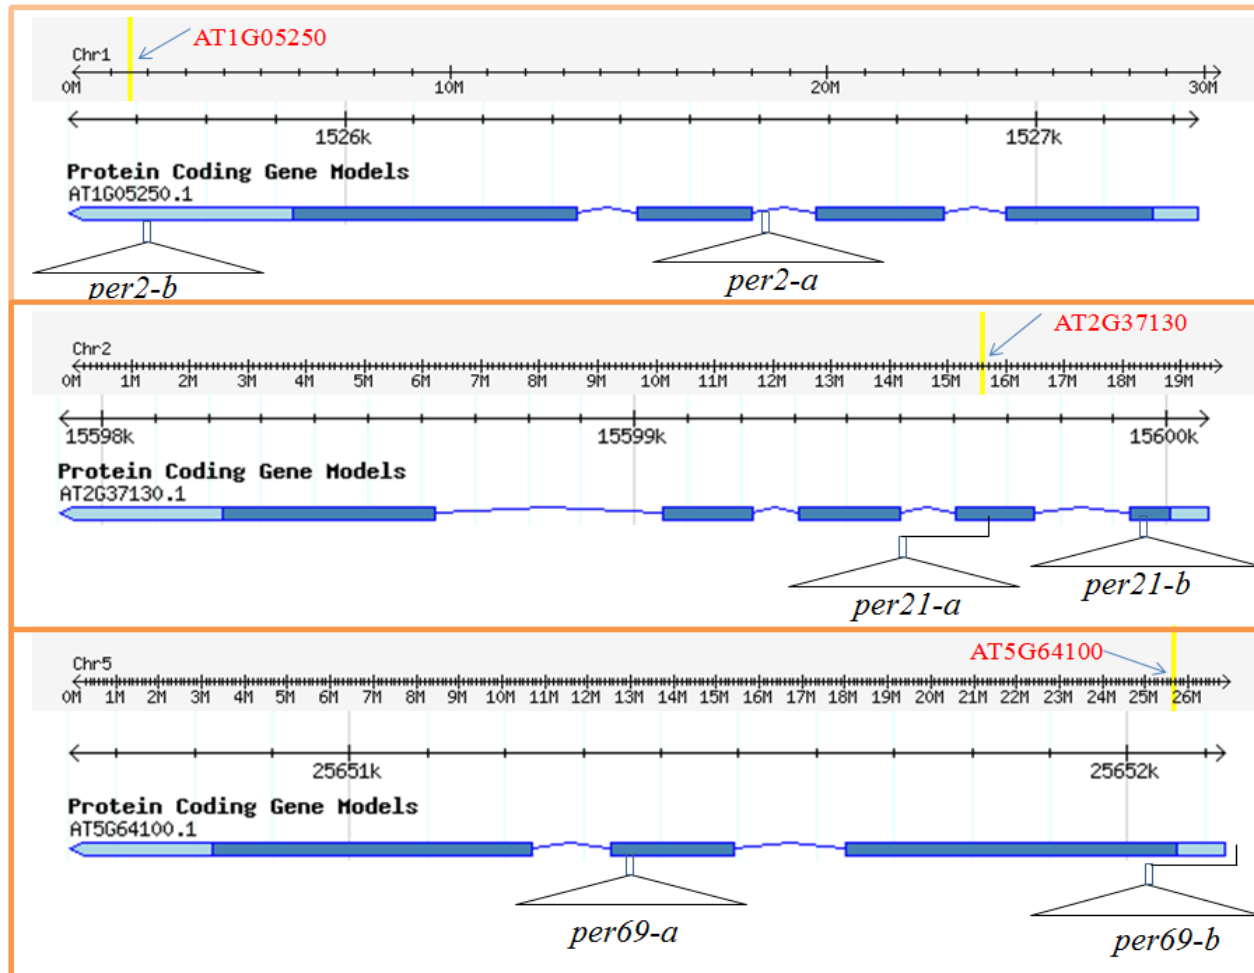 AT1G05250
Chr1
0M 10M 20M 30M
1526k 1527k
Protein Coding Gene Models
AT1G05250.1
per2-b per2-a
AT2G37130
Chr2
0M 1M 2M 3M 4M 5M 6M 7M 8M 9M 10M 11M 12M 13M 14M 15M 16M 17M 18M 19M
15598k 15599k 15600k
Protein Coding Gene Models
AT2G37130.1
per21-a per21-b
AT5G64100
Chr5
0M 1M 2M 3M 4M 5M 6M 7M 8M 9M 10M 11M 12M 13M 14M 15M 16M 17M 18M 19M 20M 21M 22M 23M 24M 25M 26M
25651k 25652k
Protein Coding Gene Models
AT5G64100.1
per69-a per69-b